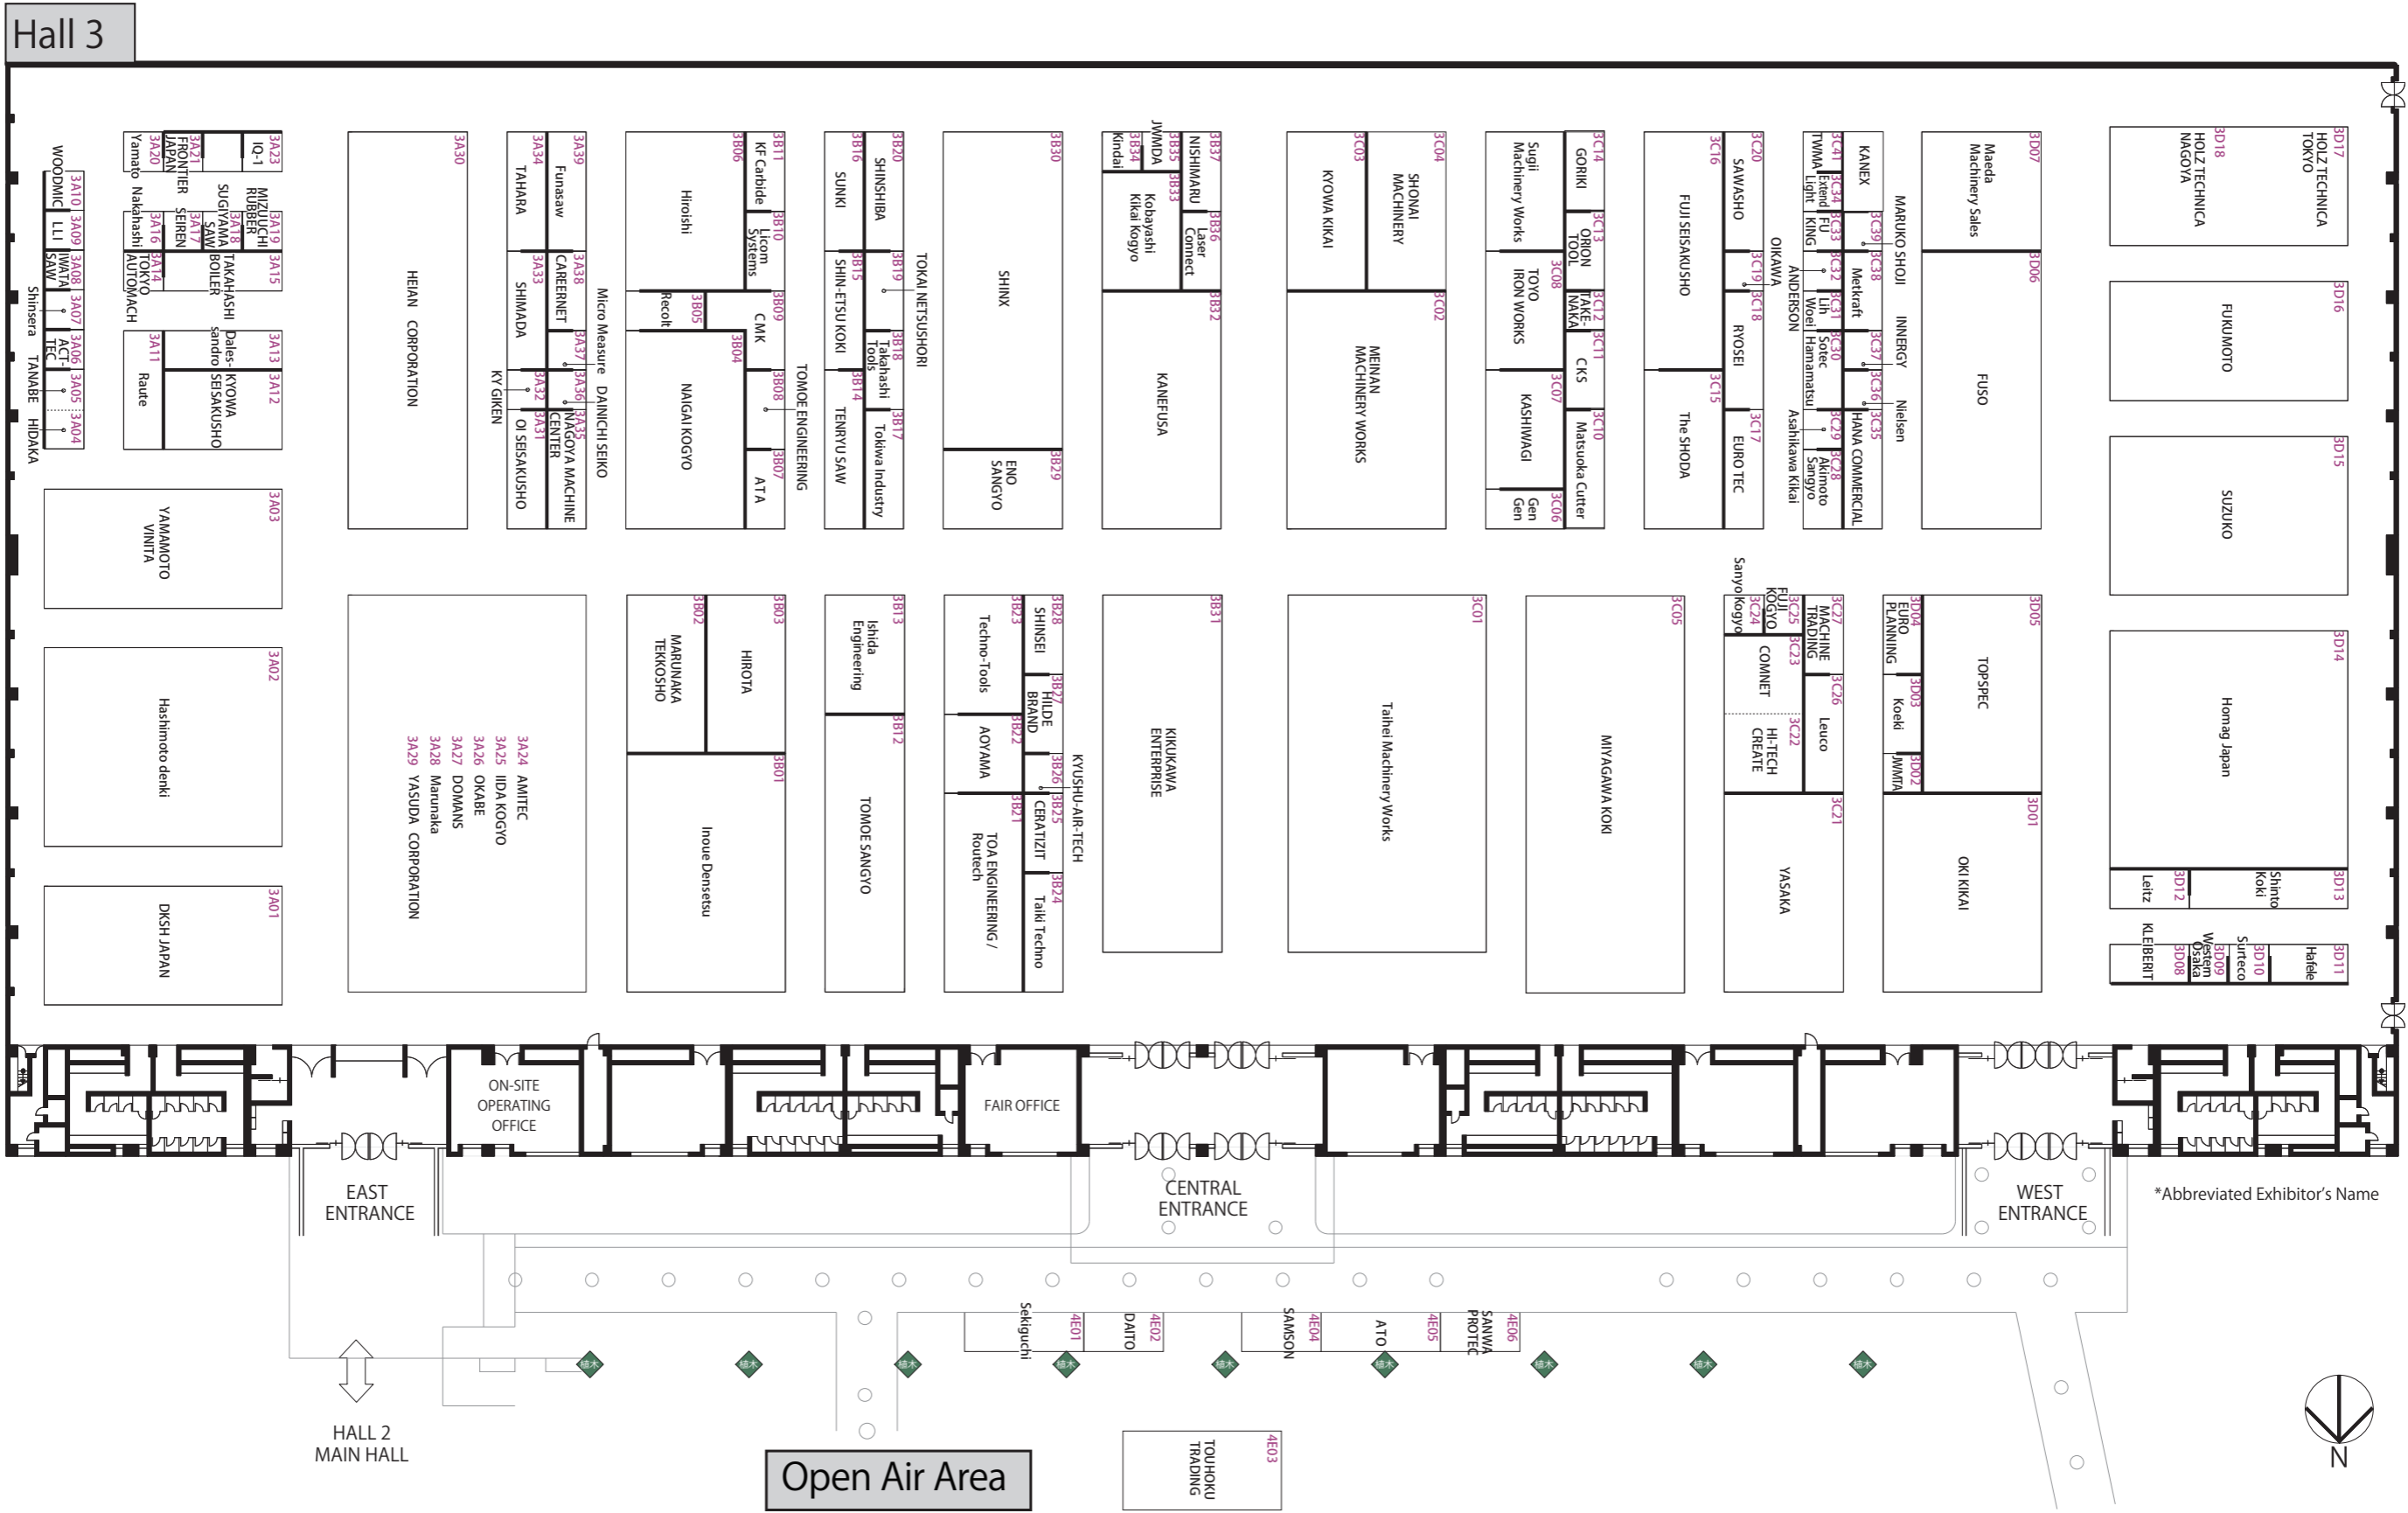 Hall 3
3A23
IQ-1
3A21
FRONTIER
JAPAN
3A20
Yamato
3A19
MIZUUCHI
RUBBER
3A18
SUGIYAMA
SAW
3A17
SEIREN
3A16
Nakahashi
3A15
TAKAHASHI
BOILER
3A14
TOKYO
AUTOMACH
3A10
WOODMIC
3A09
LLI
3A08
IWATA
SAW
3A07
Shinsera
3A06
ACT-
TEC
3A05
TANABE
3A04
HIDAKA
3A13
Dales-
sandro
3A12
KYOWA
SEISAKUSHO
3A11
Raute
3A03
YAMAMOTO
VINITA
3A02
Hashimoto denki
3A01
DKSH JAPAN
3A30
HEIAN CORPORATION
3A39
Funasaw
3A34
TAHARA
3A38
CAREERNET
3A33
SHIMADA
3A37
Micro Measure
3A36
DAINICHI SEIKO
3A32
KY GIKEN
3A35
NAGOYA MACHINE
CENTER
3A31
OI SEISAKUSHO
3A24 AMITEC
3A25 IIDA KOGYO
3A26 OKABE
3A27 DOMANS
3A28 Marunaka
3A29 YASUDA CORPORATION
3B11
KF Carbide
3B06
Hiroishi
3B10
Licom
Systems
3B09
CMK
3B05
Recolt
3B04
NAIGAI KOGYO
3B08
TOMOE ENGINEERING
3B07
ATA
3B03
HIROTA
3B02
MARUNAKA
TEKKOSHO
3B01
Inoue Densetsu
3B20
SHINSHIBA
3B16
SUNKI
3B19
TOKAI NETSUSHORI
3B15
SHIN-ETSU KOKI
3B18
Takahashi
Tools
3B14
TENRYU SAW
3B17
Tokiwa Industry
3B13
Ishida
Engineering
3B12
TOMOE SANGYO
3B30
SHINX
3B29
ENO
SANGYO
3B28
SHINSEI
3B23
Techno-Tools
3B27
HILDE
BRAND
3B22
AOYAMA
3B26
KYUSHU-AIR-TECH
3B25
CERATIZIT
3B21
TOA ENGINEERING /
Routech
3B24
Taiki Techno
3B37
NISHIMARU
3B35
JWMDA
3B34
Kindai
3B33
Kobayashi
Kikai Kogyo
3B36
Laser
Connect
3B32
KANEFUSA
3B31
KIKUKAWA
ENTERPRISE
3C04
SHONAI
MACHINERY
3C03
KYOWA KIKAI
3C02
MEINAN
MACHINERY WORKS
3C01
Taihei Machinery Works
3C14
GORIKI
Sugii
Machinery Works
3C13
ORION
TOOL
3C08
TOYO
IRON WORKS
3C12
TAKE-
NAKA
3C11
CKS
3C07
KASHIWAGI
3C10
Matsuoka Cutter
3C06
Gen
Gen
3C05
MIYAGAWA KOKI
3C20
SAWASHO
3C16
FUJI SEISAKUSHO
3C19
OIKAWA
3C18
RYOSEI
3C15
The SHODA
3C17
EURO TEC
KANEX
3C41
TWMA
3C34
Extend
Light
3C39
MARUKO SHOJI
3C33
FU
KING
3C38
Metkraft
3C32
ANDERSON
3C31
Lih
Woei
3C37
INNERGY
3C30
Sotec
Hamamatsu
3C36
Nielsen
3C35
HANA COMMERCIAL
3C29
Asahikawa Kikai
3C28
Akimoto
Sangyo
3C27
MACHINE
TRADING
3C25
FUJI
KOGYO
3C24
Sanyo Kogyo
3C23
COMNET
3C26
Leuco
3C22
HI-TECH
CREATE
3C21
YASAKA
3D07
Maeda
Machinery Sales
3D06
FUSO
3D05
TOPSPEC
3D04
EURO
PLANNING
3D03
Koeki
3D02
JWMTA
3D01
OKI KIKAI
3D17
HOLZ TECHNICA
TOKYO
3D18
HOLZ TECHNICA
NAGOYA
3D16
FUKUMOTO
3D15
SUZUKO
3D14
Homag Japan
3D13
Shinto
Koki
3D12
Leitz
3D11
Hafele
3D10
Surteco
3D09
Western
Osaka
3D08
KLEIBERIT
ON-SITE
OPERATING
OFFICE
FAIR OFFICE
EAST
ENTRANCE
CENTRAL
ENTRANCE
WEST
ENTRANCE
*Abbreviated Exhibitor's Name
4E01
Sekiguchi
4E02
DAITO
4E04
SAMSON
4E05
ATO
4E06
SANWA
PROTEC
植木
植木
植木
植木
植木
植木
植木
植木
植木
HALL 2
MAIN HALL
Open Air Area
4E03
TOUHOKU
TRADING
N